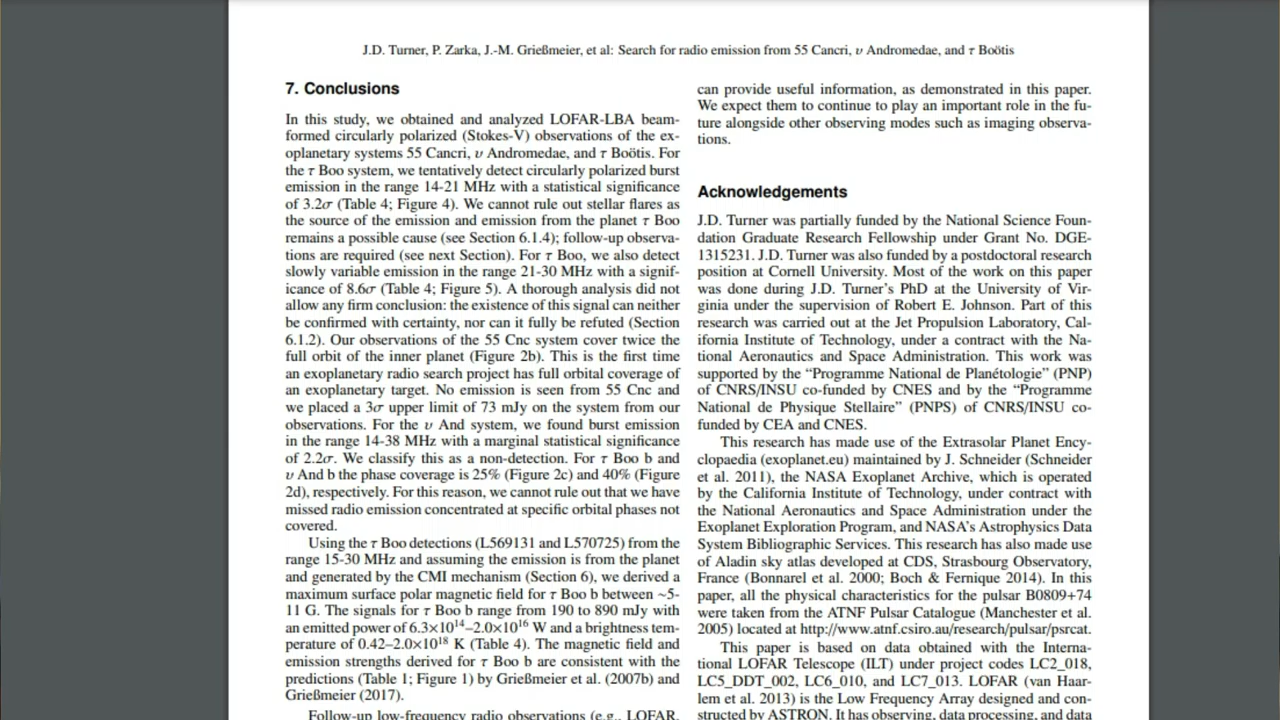 J.D. Turner, P. Zarka, J.-M. Grießmeier, et al: Search for radio emission from 55 Cancri, υ Andromedae, and τ Boötis
7. Conclusions
In this study, we obtained and analyzed LOFAR-LBA beam-
formed circularly polarized (Stokes-V) observations of the ex-
oplanetary systems 55 Cancri, υ Andromedae, and τ Boötis. For
the τ Boo system, we tentatively detect circularly polarized burst
emission in the range 14-21 MHz with a statistical significance
of 3.2σ (Table 4; Figure 4). We cannot rule out stellar flares as
the source of the emission and emission from the planet τ Boo
remains a possible cause (see Section 6.1.4); follow-up observa-
tions are required (see next Section). For τ Boo, we also detect
slowly variable emission in the range 21-30 MHz with a signif-
icance of 8.6σ (Table 4; Figure 5). A thorough analysis did not
allow any firm conclusion: the existence of this signal can neither
be confirmed with certainty, nor can it fully be refuted (Section
6.1.2). Our observations of the 55 Cnc system cover twice the
full orbit of the inner planet (Figure 2b). This is the first time
an exoplanetary radio search project has full orbital coverage of
an exoplanetary target. No emission is seen from 55 Cnc and
we placed a 3σ upper limit of 73 mJy on the system from our
observations. For the υ And system, we found burst emission
in the range 14-38 MHz with a marginal statistical significance
of 2.2σ. We classify this as a non-detection. For τ Boo b and
υ And b the phase coverage is 25% (Figure 2c) and 40% (Figure
2d), respectively. For this reason, we cannot rule out that we have
missed radio emission concentrated at specific orbital phases not
covered.
Using the τ Boo detections (L569131 and L570725) from the
range 15-30 MHz and assuming the emission is from the planet
and generated by the CMI mechanism (Section 6), we derived a
maximum surface polar magnetic field for τ Boo b between ~5-
11 G. The signals for τ Boo b range from 190 to 890 mJy with
an emitted power of 6.3×10¹⁴–2.0×10¹⁶ W and a brightness tem-
perature of 0.42–2.0×10¹⁸ K (Table 4). The magnetic field and
emission strengths derived for τ Boo b are consistent with the
predictions (Table 1; Figure 1) by Grießmeier et al. (2007b) and
Grießmeier (2017).
Follow-up low-frequency radio observations (e.g., LOFAR,
can provide useful information, as demonstrated in this paper.
We expect them to continue to play an important role in the fu-
ture alongside other observing modes such as imaging observa-
tions.
Acknowledgements
J.D. Turner was partially funded by the National Science Foun-
dation Graduate Research Fellowship under Grant No. DGE-
1315231. J.D. Turner was also funded by a postdoctoral research
position at Cornell University. Most of the work on this paper
was done during J.D. Turner's PhD at the University of Vir-
ginia under the supervision of Robert E. Johnson. Part of this
research was carried out at the Jet Propulsion Laboratory, Cal-
ifornia Institute of Technology, under a contract with the Na-
tional Aeronautics and Space Administration. This work was
supported by the “Programme National de Planétologie” (PNP)
of CNRS/INSU co-funded by CNES and by the “Programme
National de Physique Stellaire” (PNPS) of CNRS/INSU co-
funded by CEA and CNES.
This research has made use of the Extrasolar Planet Ency-
clopaedia (exoplanet.eu) maintained by J. Schneider (Schneider
et al. 2011), the NASA Exoplanet Archive, which is operated
by the California Institute of Technology, under contract with
the National Aeronautics and Space Administration under the
Exoplanet Exploration Program, and NASA's Astrophysics Data
System Bibliographic Services. This research has also made use
of Aladin sky atlas developed at CDS, Strasbourg Observatory,
France (Bonnarel et al. 2000; Boch & Fernique 2014). In this
paper, all the physical characteristics for the pulsar B0809+74
were taken from the ATNF Pulsar Catalogue (Manchester et al.
2005) located at http://www.atnf.csiro.au/research/pulsar/psrcat.
This paper is based on data obtained with the Interna-
tional LOFAR Telescope (ILT) under project codes LC2_018,
LC5_DDT_002, LC6_010, and LC7_013. LOFAR (van Haar-
lem et al. 2013) is the Low Frequency Array designed and con-
structed by ASTRON. It has observing, data processing, and data